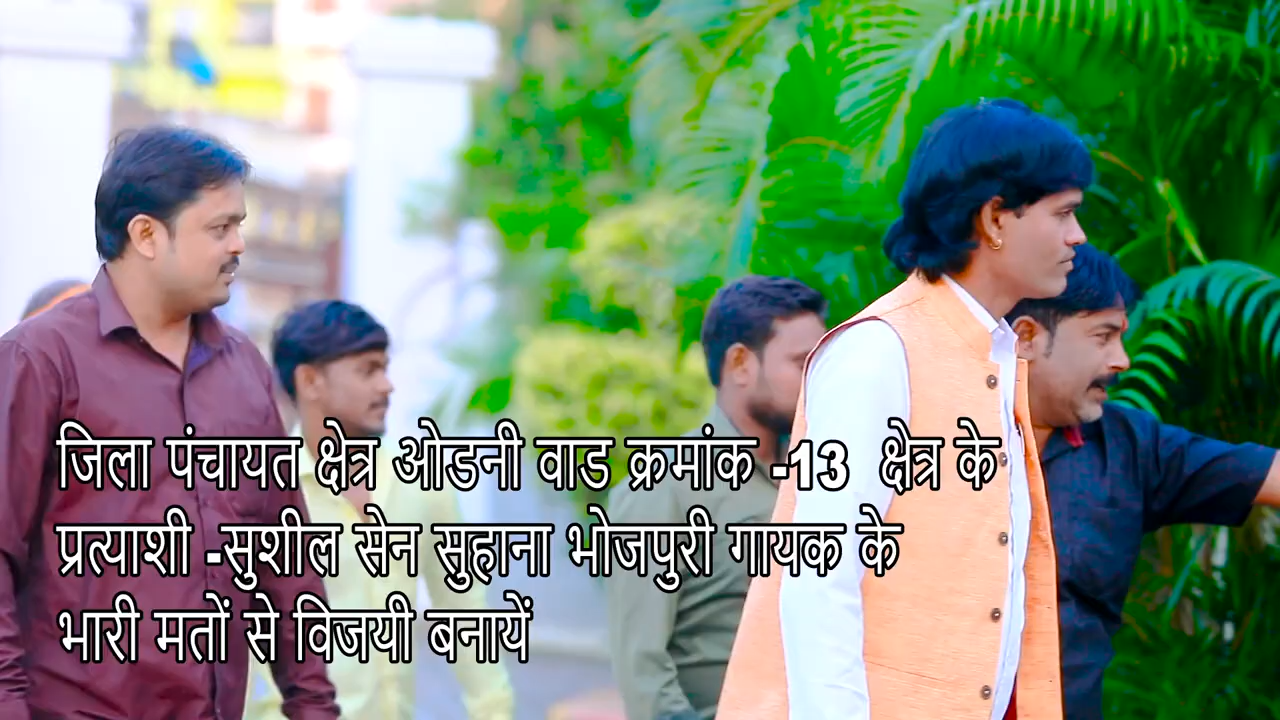 जिला पंचायत क्षेत्र ओडनी वाड क्रमांक -13 क्षेत्र के
प्रत्याशी -सुशील सेन सुहाना भोजपुरी गायक के
भारी मतों से विजयी बनायें